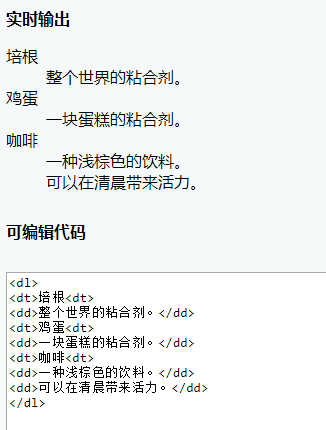 实时输出
培根
整个世界的粘合剂。
鸡蛋
一块蛋糕的粘合剂。
咖啡
一种浅棕色的饮料。
可以在清晨带来活力。
可编辑代码
<dl>
<dt>培根<dt>
<dd>整个世界的粘合剂。</dd>
<dt>鸡蛋<dt>
<dd>一块蛋糕的粘合剂。</dd>
<dt>咖啡<dt>
<dd>一种浅棕色的饮料。</dd>
<dd>可以在清晨带来活力。</dd>
</dl>